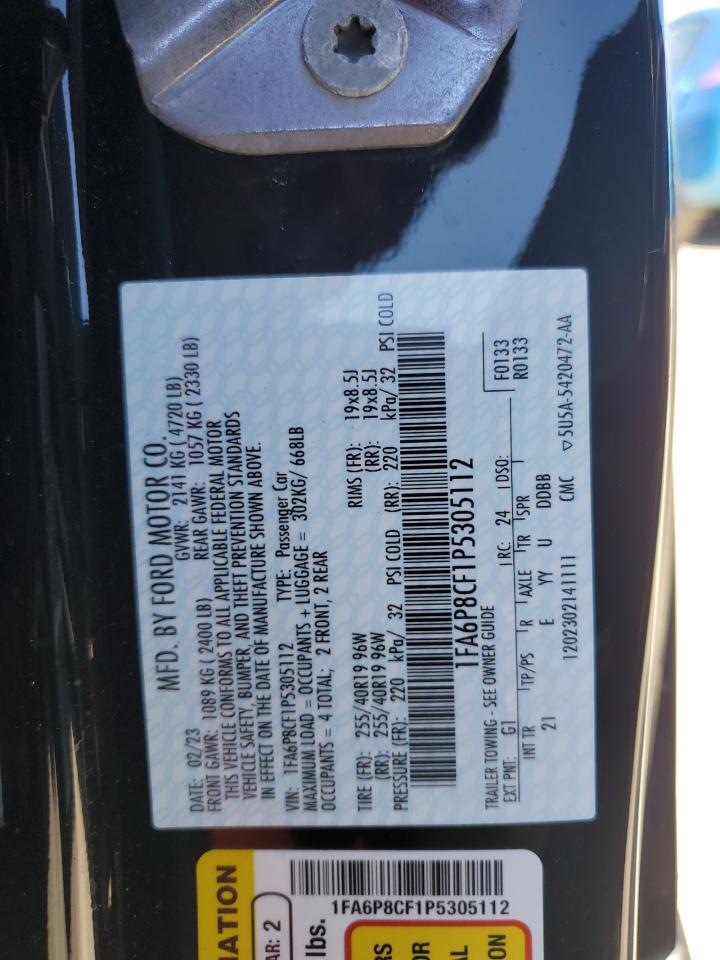 MFD. BY FORD MOTOR CO.
DATE: 02/23 GVWR: 2141 KG ( 4720 LB)
FRONT GAWR: 1089 KG ( 2400 LB) REAR GAWR: 1057 KG ( 2330 LB)
THIS VEHICLE CONFORMS TO ALL APPLICABLE FEDERAL MOTOR
VEHICLE SAFETY, BUMPER, AND THEFT PREVENTION STANDARDS
IN EFFECT ON THE DATE OF MANUFACTURE SHOWN ABOVE.
VIN: 1FA6P8CF1P5305112 TYPE: Passenger Car
MAXIMUM LOAD = OCCUPANTS + LUGGAGE = 302KG/ 668LB
OCCUPANTS = 4 TOTAL; 2 FRONT, 2 REAR
TIRE (FR): 255/40R19 96W RIMS (FR): 19x8.5J
(RR): 255/40R19 96W (RR): 19x8.5J
PRESSURE (FR): 220 kPa/ 32 PSI COLD (RR): 220 kPa/ 32 PSI COLD
1FA6P8CF1P5305112
TRAILER TOWING - SEE OWNER GUIDE F0133
EXT PNT: G1 RC: 24 DSO: R0133
INT TR TP/PS R AXLE TR SPR
21 E YY U DDBB
1202302141111 CMC ▽5U5A-5420472-AA
1FA6P8CF1P5305112
MATION
AR: 2
lbs.
RS
OR
AL
ON